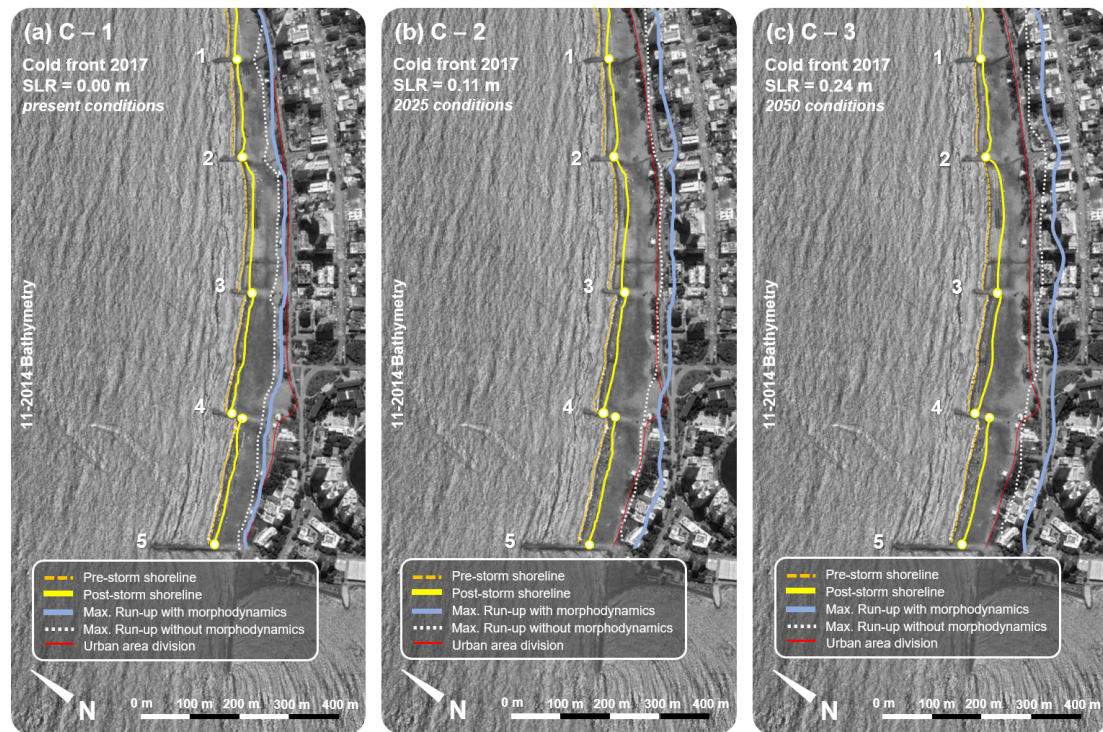 (a) C – 1
Cold front 2017
SLR = 0.00 m
present conditions
1
2
3
4
5
11-2014 Bathymetry
Pre-storm shoreline
Post-storm shoreline
Max. Run-up with morphodynamics
Max. Run-up without morphodynamics
Urban area division
N
0 m 100 m 200 m 300 m 400 m
(b) C – 2
Cold front 2017
SLR = 0.11 m
2025 conditions
1
2
3
4
5
11-2014 Bathymetry
Pre-storm shoreline
Post-storm shoreline
Max. Run-up with morphodynamics
Max. Run-up without morphodynamics
Urban area division
N
0 m 100 m 200 m 300 m 400 m
(c) C – 3
Cold front 2017
SLR = 0.24 m
2050 conditions
1
2
3
4
5
11-2014 Bathymetry
Pre-storm shoreline
Post-storm shoreline
Max. Run-up with morphodynamics
Max. Run-up without morphodynamics
Urban area division
N
0 m 100 m 200 m 300 m 400 m